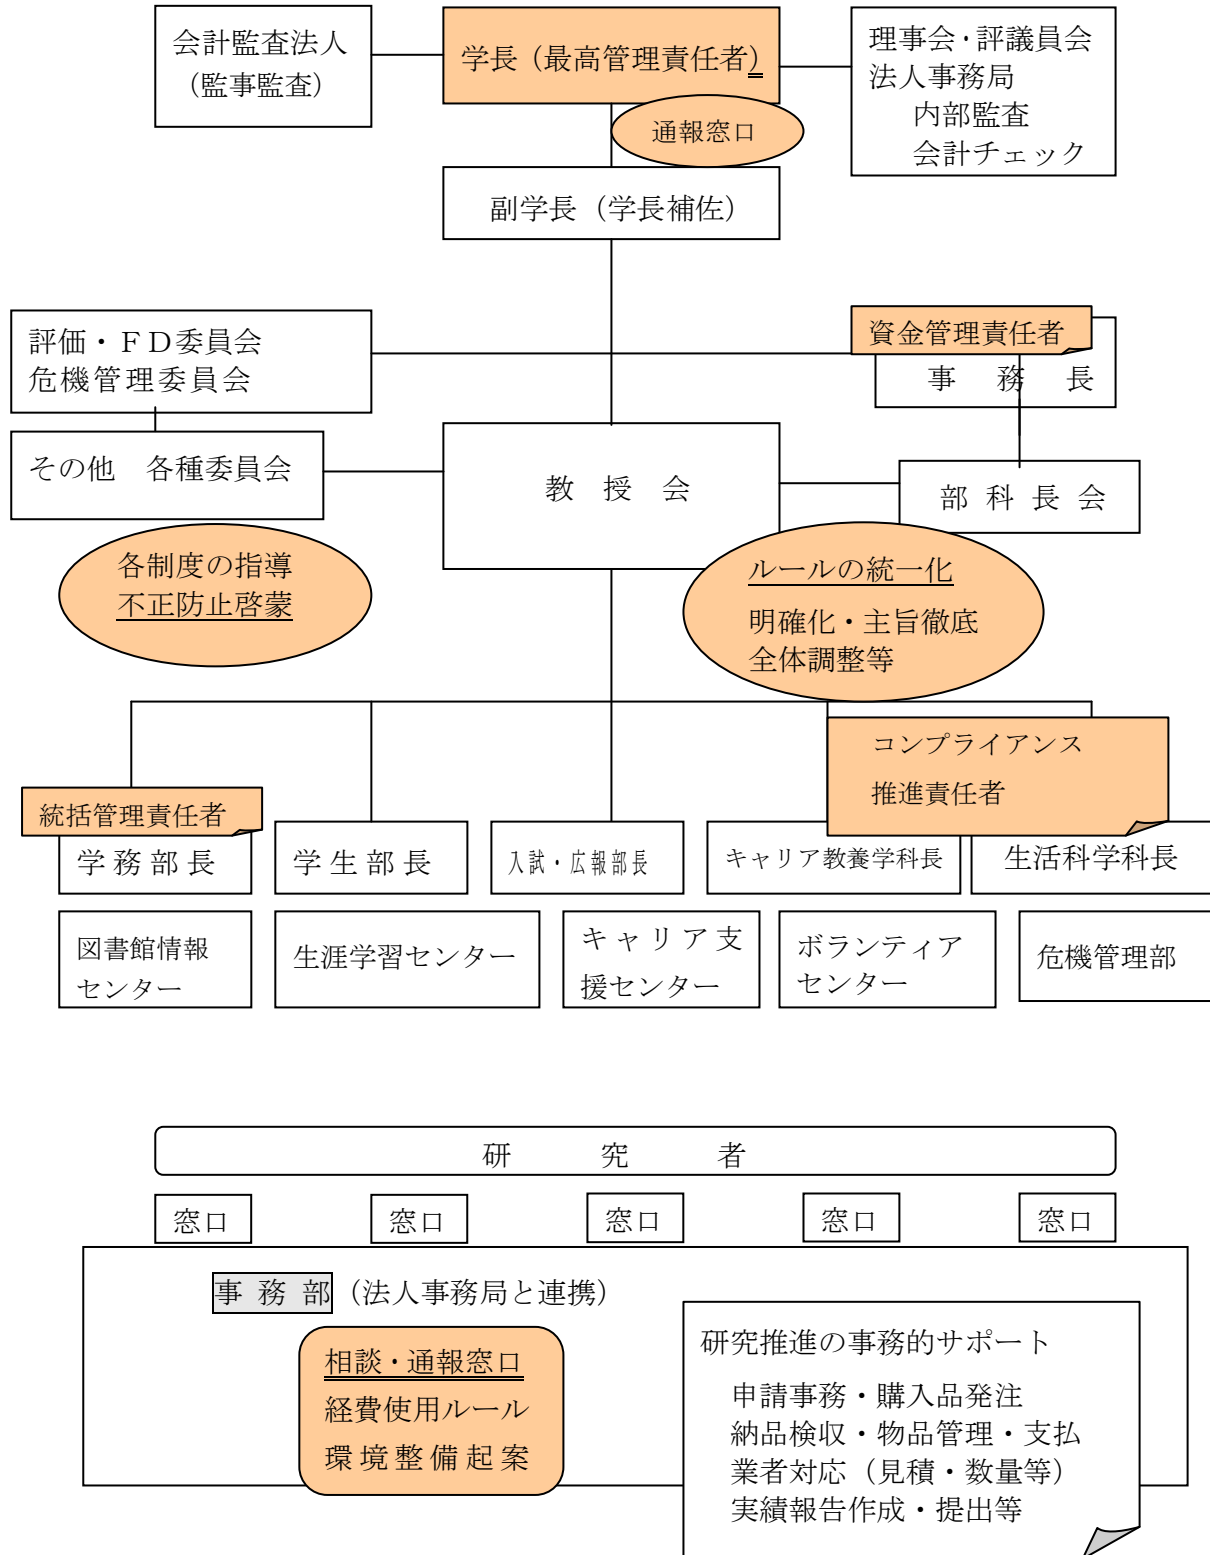 会計監査法人
（監事監査）
学長（最高管理責任者）
理事会・評議員会
法人事務局
内部監査
会計チェック
通報窓口
副学長（学長補佐）
評価・ＦＤ委員会
危機管理委員会
資金管理責任者
事　務　長
その他　各種委員会
教　授　会
部科長会
各制度の指導
不正防止啓蒙
ルールの統一化
明確化・主旨徹底
全体調整等
コンプライアンス
推進責任者
統括管理責任者
学務部長
学生部長
入試・広報部長
キャリア教養学科長
生活科学科長
図書館情報
センター
生涯学習センター
キャリア支
援センター
ボランティア
センター
危機管理部
研　究　者
窓口
窓口
窓口
窓口
窓口
事務部（法人事務局と連携）
相談・通報窓口
経費使用ルール
環境整備起案
研究推進の事務的サポート
申請事務・購入品発注
納品検収・物品管理・支払
業者対応（見積・数量等）
実績報告作成・提出等